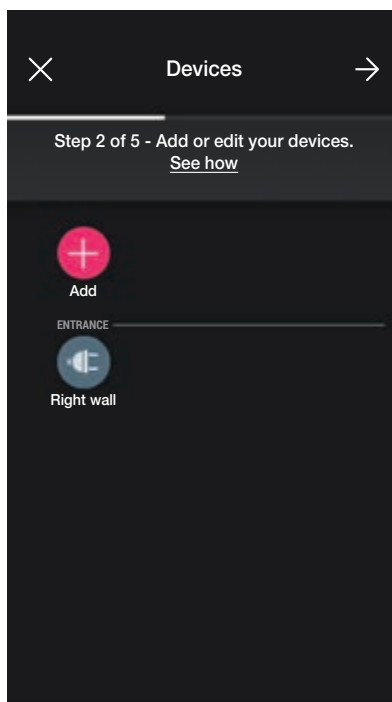 Devices
Step 2 of 5 - Add or edit your devices.
See how
Add
ENTRANCE
Right wall